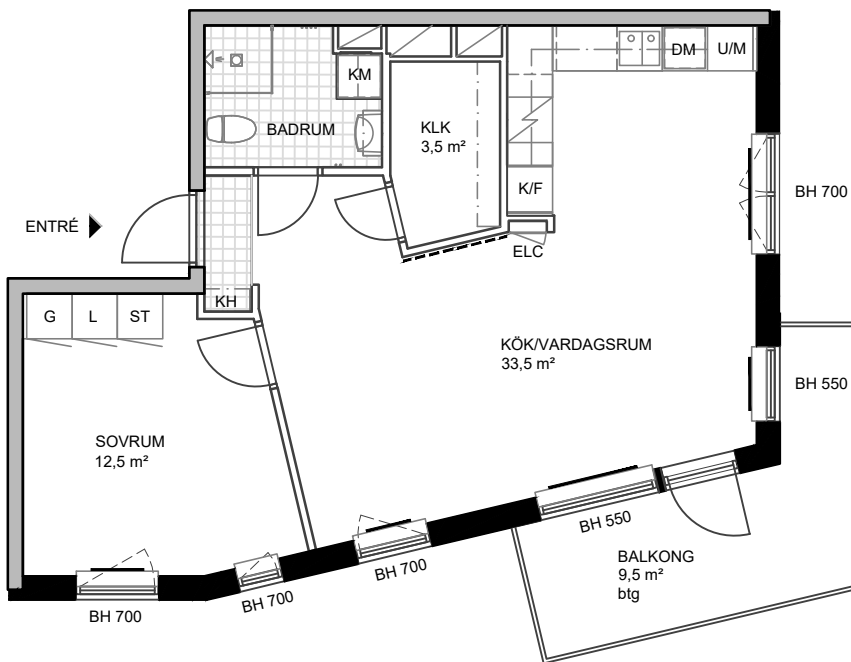 DM
U/M
KM
BADRUM
KLK
3,5 m²
K/F
BH 700
ENTRÉ
ELC
KH
G
L
ST
KÖK/VARDAGSRUM
33,5 m²
BH 550
SOVRUM
12,5 m²
BH 550
BALKONG
9,5 m²
btg
BH 700
BH 700
BH 700